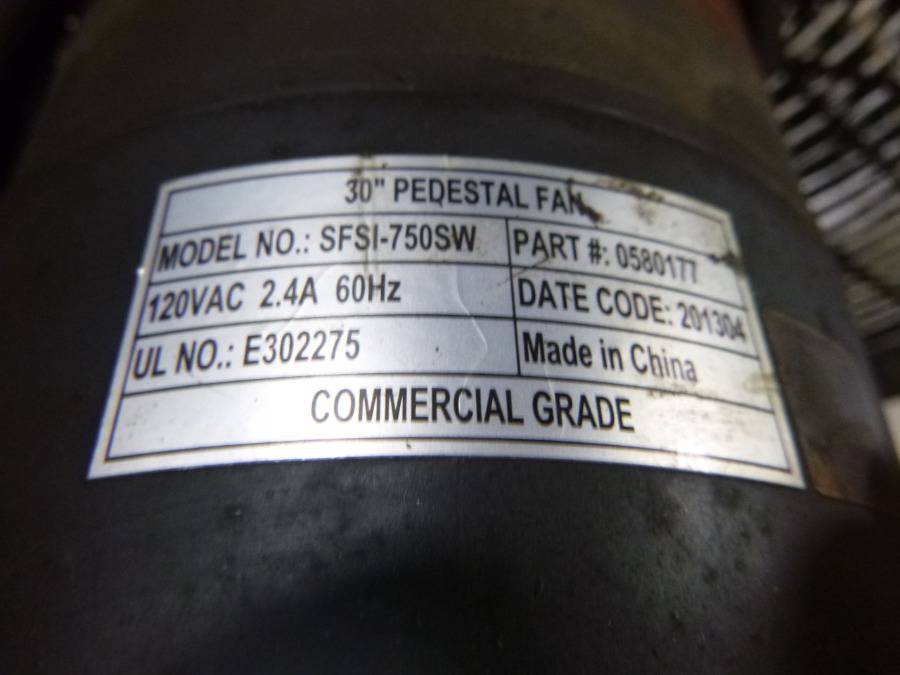 30" PEDESTAL FAN
MODEL NO.: SFSI-750SW
PART #: 0580177
120VAC 2.4A 60Hz
DATE CODE: 201304
UL NO.: E302275
Made in China
COMMERCIAL GRADE